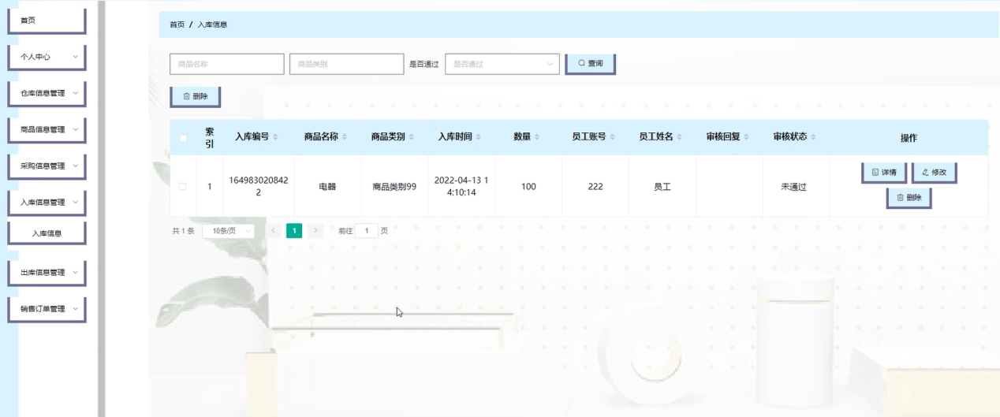 首页
个人中心
仓库信息管理
商品信息管理
采购信息管理
入库信息管理
入库信息
出库信息管理
销售订单管理
首页 / 入库信息
商品名称 商品类别 是否通过 是否通过 查询
删除
索引 入库编号 商品名称 商品类别 入库时间 数量 员工账号 员工姓名 审核回复 审核状态 操作
1 1649830208422 电器 商品类别99 2022-04-13 14:10:14 100 222 员工 未通过 详情 修改
删除
共 1 条 10条/页 1 前往 1 页